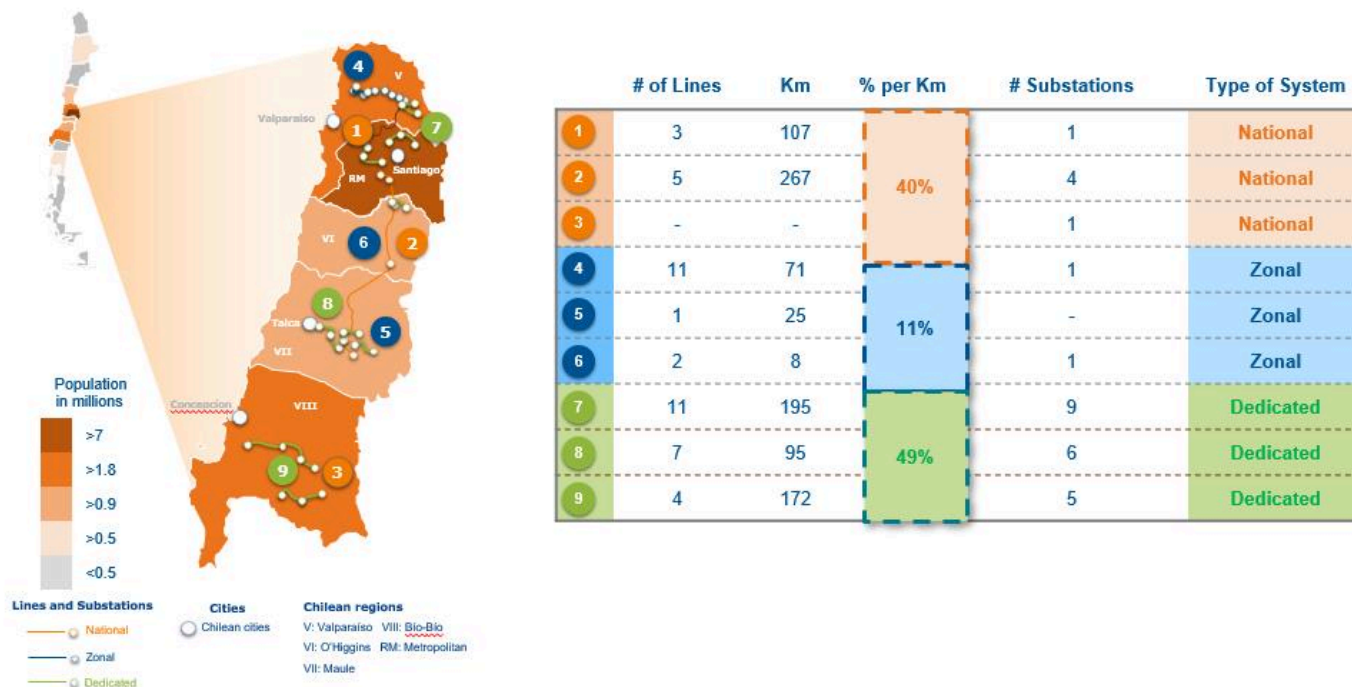 4
V
Valparaiso
1
7
RM
Santiago
VI
6
2
8
Talca
5
VII
Concepcion
VIII
9
3
Population
in millions
>7
>1.8
>0.9
>0.5
<0.5
Lines and Substations
National
Zonal
Dedicated
Cities
Chilean cities
Chilean regions
V: Valparaíso VIII: Bio-Bio
VI: O'Higgins RM: Metropolitan
VII: Maule
# of Lines Km % per Km # Substations Type of System
1 3 107 1 National
2 5 267 40% 4 National
3 - - 1 National
4 11 71 1 Zonal
5 1 25 11% - Zonal
6 2 8 1 Zonal
7 11 195 9 Dedicated
8 7 95 49% 6 Dedicated
9 4 172 5 Dedicated